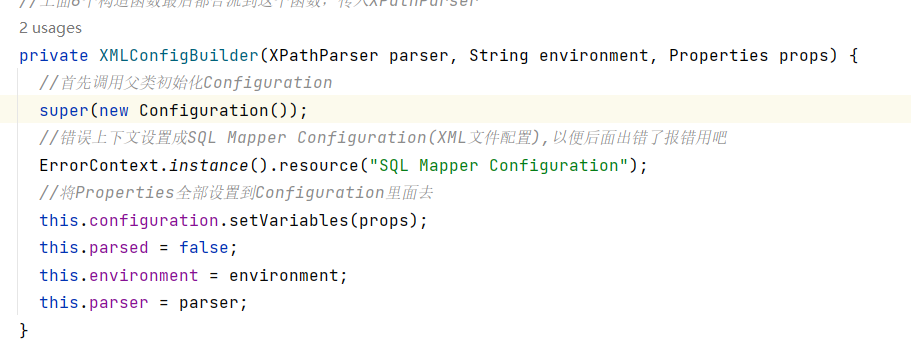 //上面6个构造函数最后都合流到这个函数，传入XPathParser
2 usages
private XMLConfigBuilder(XPathParser parser, String environment, Properties props) {
//首先调用父类初始化Configuration
super(new Configuration());
//错误上下文设置成SQL Mapper Configuration(XML文件配置),以便后面出错了报错用吧
ErrorContext.instance().resource("SQL Mapper Configuration");
//将Properties全部设置到Configuration里面去
this.configuration.setVariables(props);
this.parsed = false;
this.environment = environment;
this.parser = parser;
}